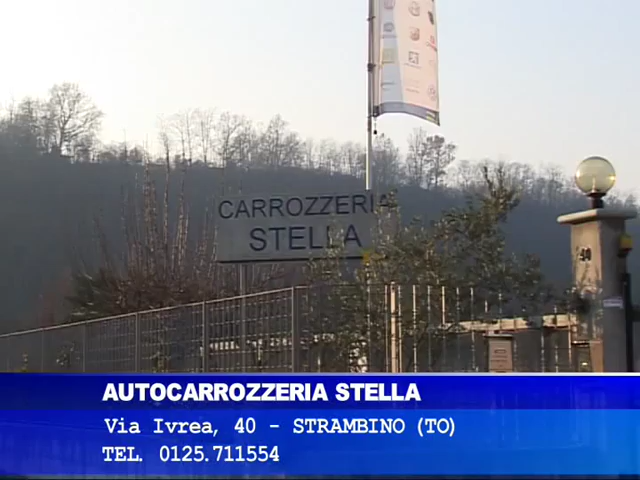 CARROZZERIA
STELLA
40
AUTOCARROZZERIA STELLA
Via Ivrea, 40 - STRAMBINO (TO)
TEL. 0125.711554